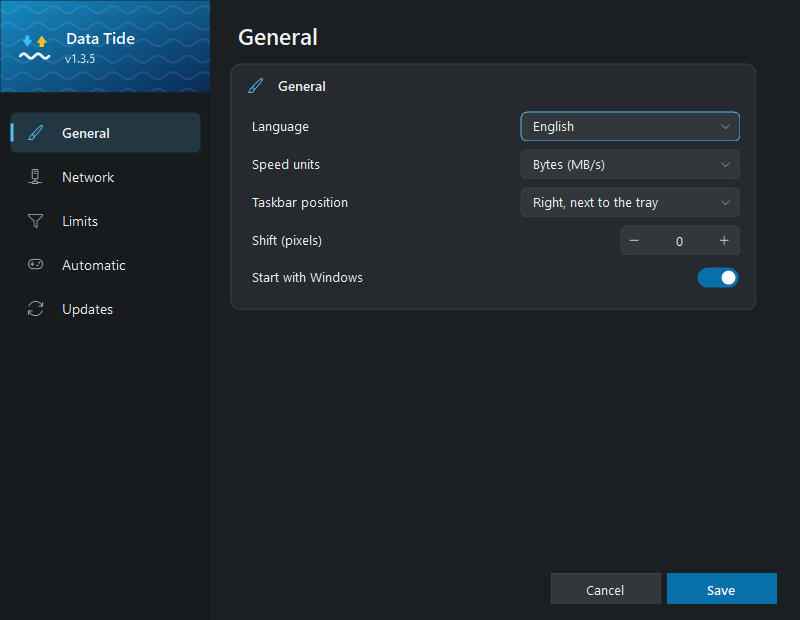 Data Tide
v1.3.5
General
Network
Limits
Automatic
Updates
General
General
Language
English
Speed units
Bytes (MB/s)
Taskbar position
Right, next to the tray
Shift (pixels)
− 0 +
Start with Windows
Cancel
Save